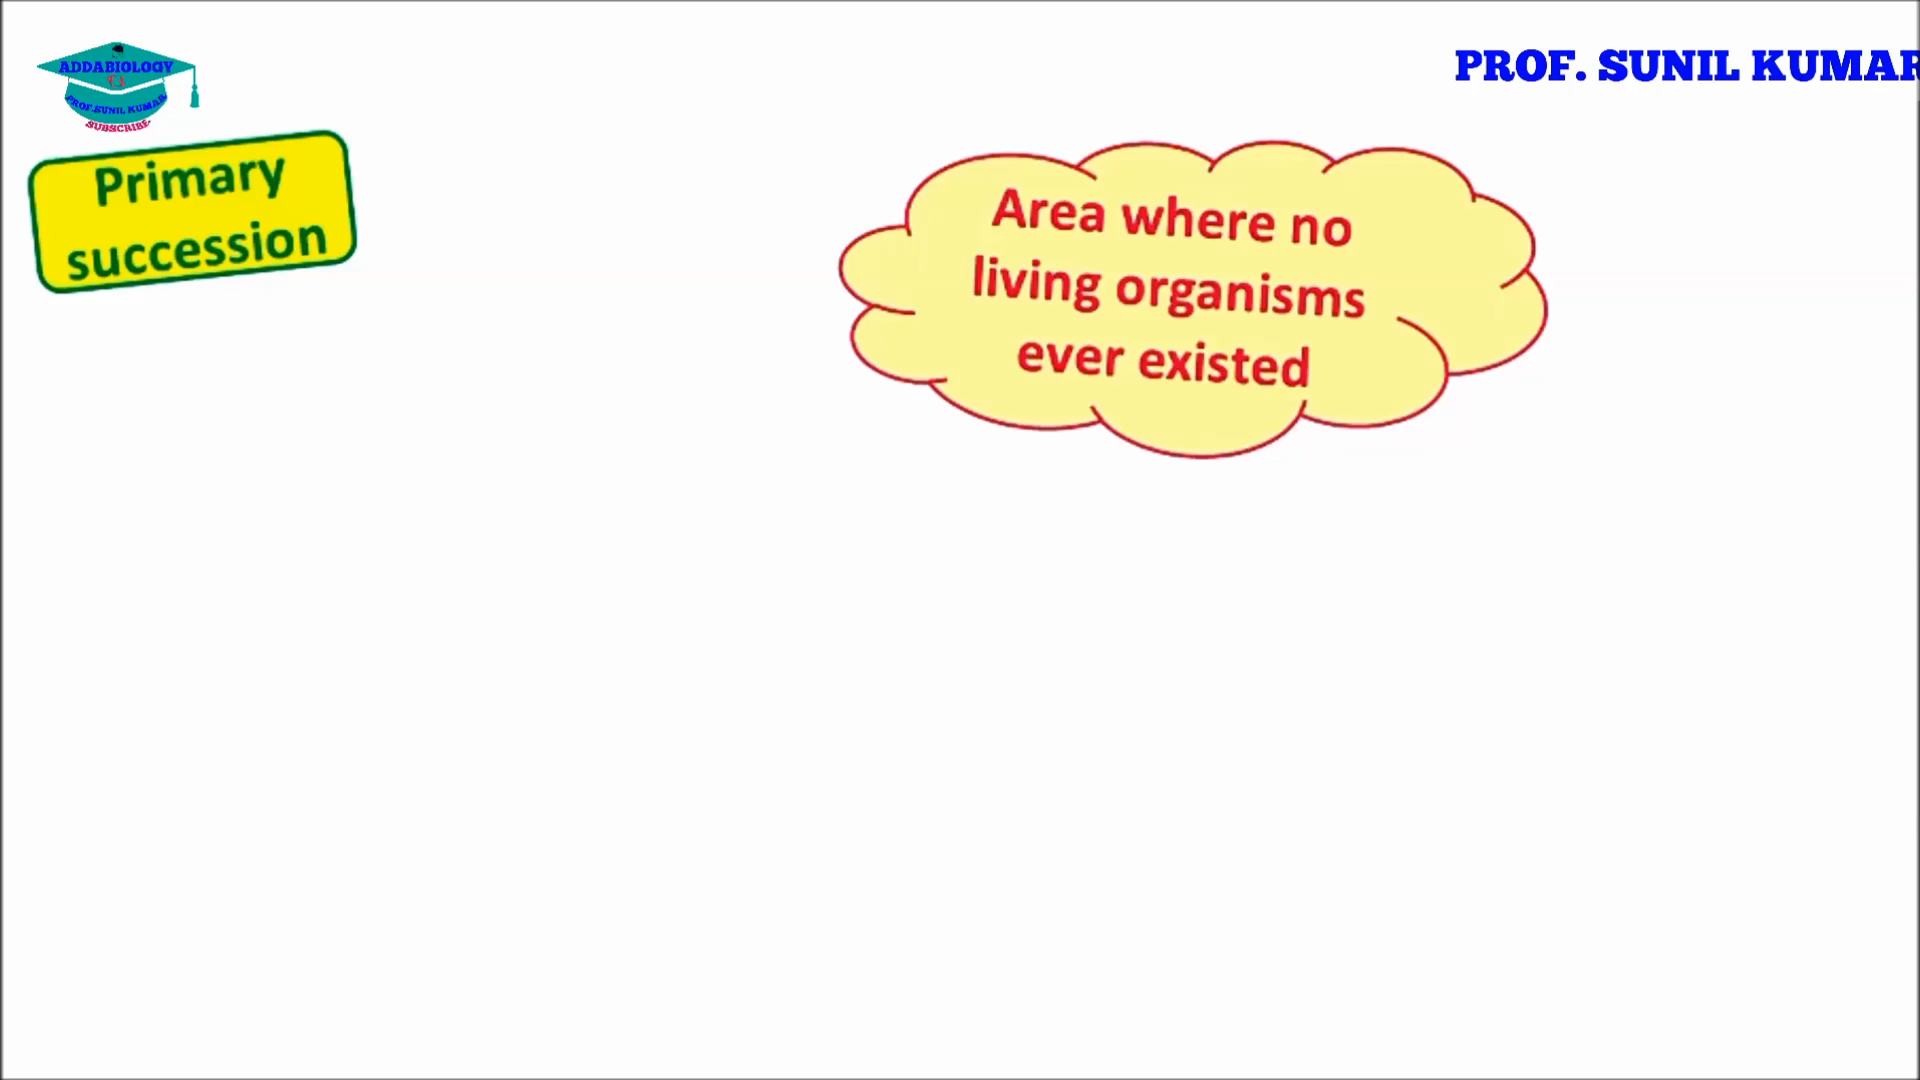 ADDABIOLOGY
PROF.SUNIL KUMAR
SUBSCRIBE
PROF. SUNIL KUMAR
Primary
succession
Area where no
living organisms
ever existed